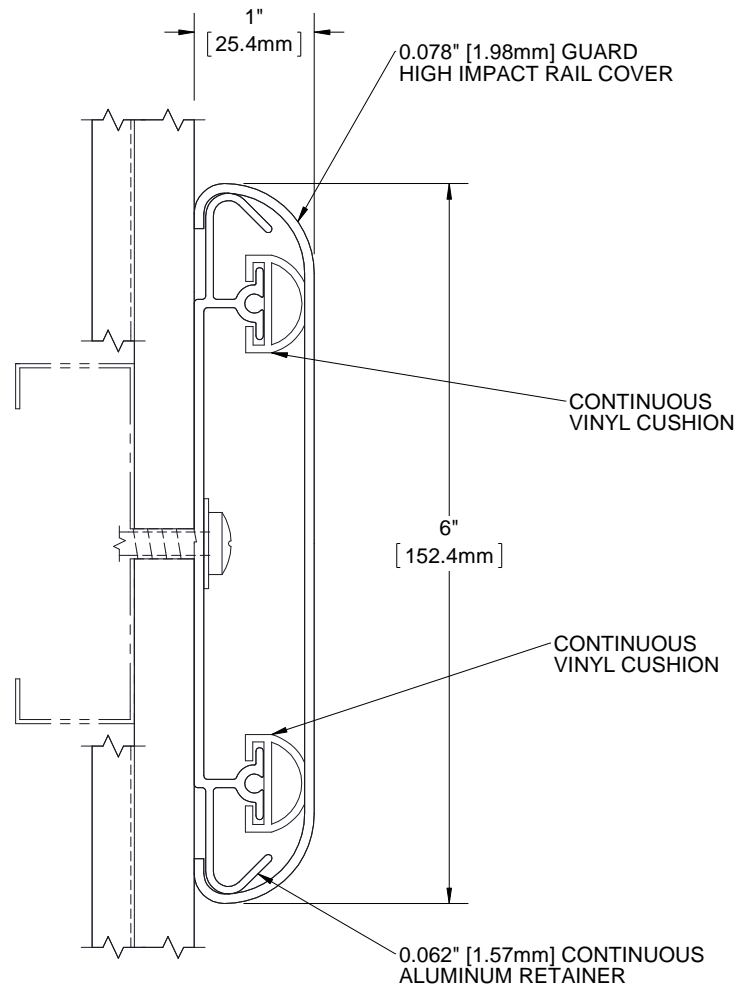 1"
[25.4mm]
0.078" [1.98mm] GUARD
HIGH IMPACT RAIL COVER
CONTINUOUS
VINYL CUSHION
6"
[152.4mm]
CONTINUOUS
VINYL CUSHION
0.062" [1.57mm] CONTINUOUS
ALUMINUM RETAINER